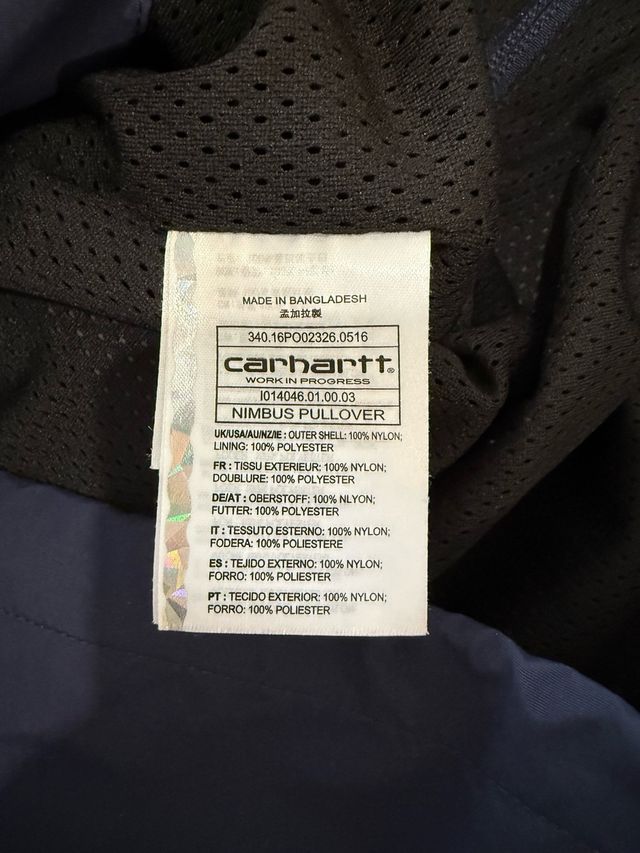 MADE IN BANGLADESH
孟加拉製
340.16PO02326.0516
carhartt®
WORK IN PROGRESS
I014046.01.00.03
NIMBUS PULLOVER
UK/USA/AU/NZ/IE : OUTER SHELL: 100% NYLON;
LINING: 100% POLYESTER
FR : TISSU EXTERIEUR: 100% NYLON;
DOUBLURE: 100% POLYESTER
DE/AT : OBERSTOFF: 100% NLYON;
FUTTER: 100% POLYESTER
IT : TESSUTO ESTERNO: 100% NYLON;
FODERA: 100% POLIESTERE
ES : TEJIDO EXTERNO: 100% NYLON;
FORRO: 100% POLIESTER
PT : TECIDO EXTERIOR: 100% NYLON;
FORRO: 100% POLIESTER